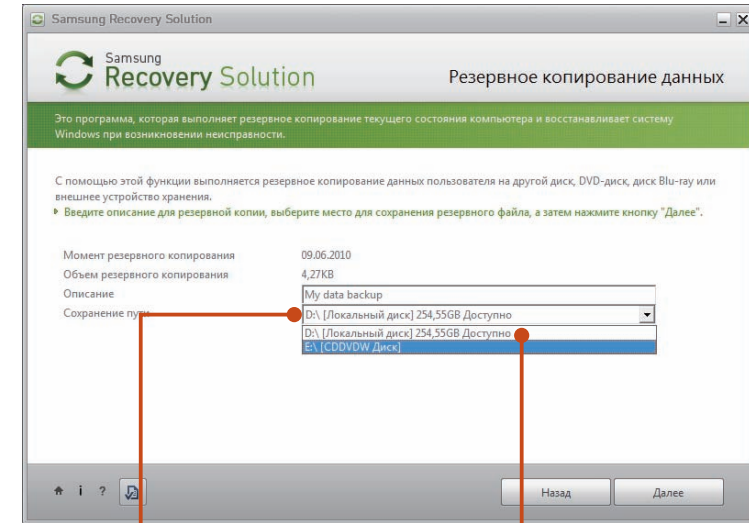 Samsung Recovery Solution
Samsung
Recovery Solution
Резервное копирование данных
Это программа, которая выполняет резервное копирование текущего состояния компьютера и восстанавливает систему
Windows при возникновении неисправности.
С помощью этой функции выполняется резервное копирование данных пользователя на другой диск, DVD-диск, диск Blu-ray или
внешнее устройство хранения.
Введите описание для резервной копии, выберите место для сохранения резервного файла, а затем нажмите кнопку "Далее".
Момент резервного копирования 09.06.2010
Объем резервного копирования 4,27KB
Описание My data backup
Сохранение пути D:\ [Локальный диск] 254,55GB Доступно
D:\ [Локальный диск] 254,55GB Доступно
E:\ [CDDVDW Диск]
i ? Назад Далее